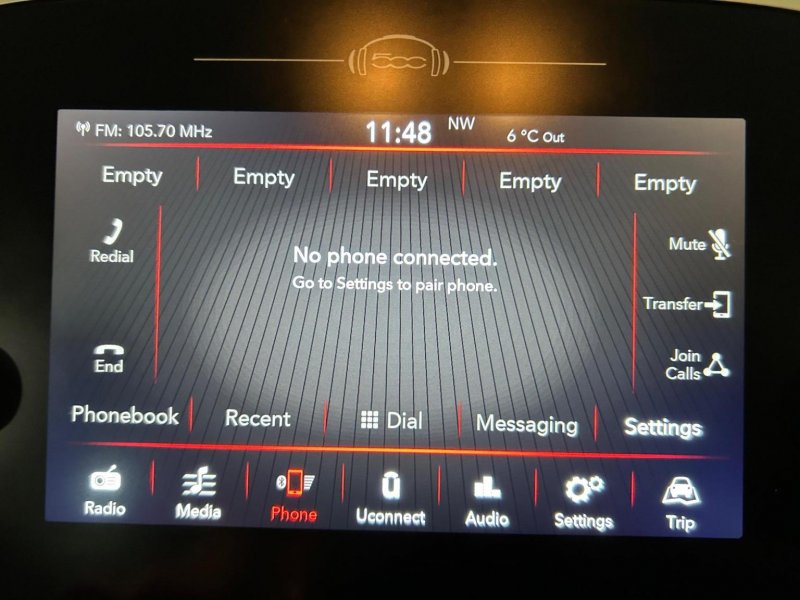 500
FM: 105.70 MHz
11:48
NW
6 °C Out
Empty
Empty
Empty
Empty
Empty
Redial
No phone connected.
Go to Settings to pair phone.
Mute
Transfer
End
Join
Calls
Phonebook
Recent
Dial
Messaging
Settings
Radio
Media
Phone
Uconnect
Audio
Settings
Trip